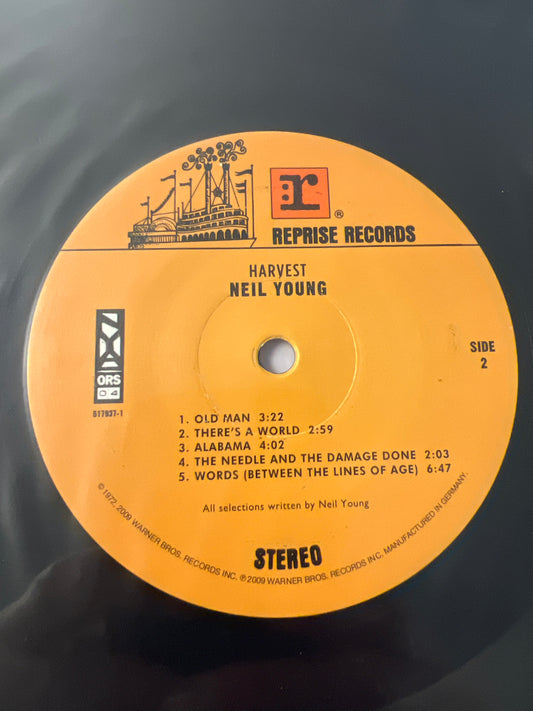 r®
REPRISE RECORDS
HARVEST
NEIL YOUNG
ORS
04
517937-1
SIDE
2
1. OLD MAN 3:22
2. THERE'S A WORLD 2:59
3. ALABAMA 4:02
4. THE NEEDLE AND THE DAMAGE DONE 2:03
5. WORDS (BETWEEN THE LINES OF AGE) 6:47
All selections written by Neil Young
STEREO
© 1972, 2009 WARNER BROS. RECORDS INC. ℗ 2009 WARNER BROS. RECORDS INC. MANUFACTURED IN GERMANY.